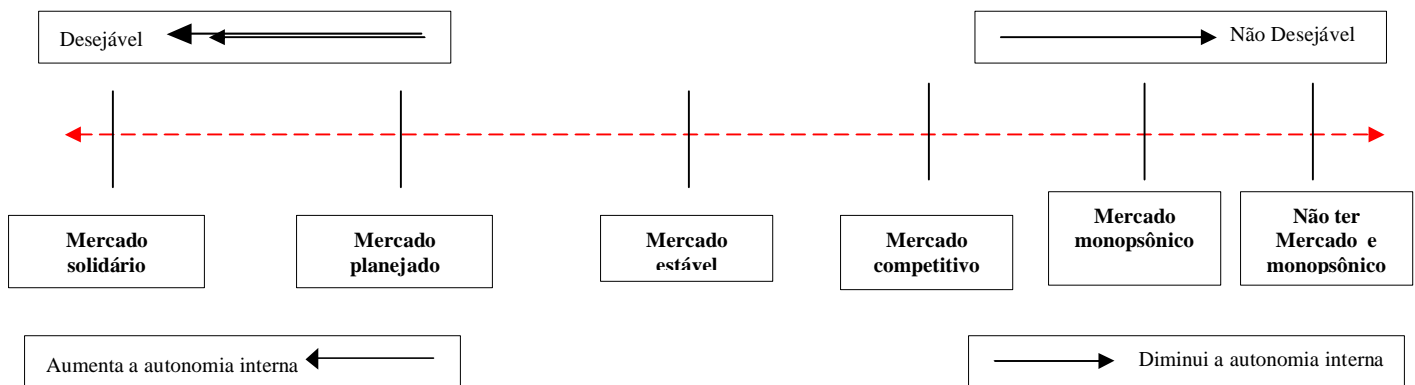 Desejável
Não Desejável
Mercado
solidário
Mercado
planejado
Mercado
estável
Mercado
competitivo
Mercado
monopsônico
Não ter
Mercado e
monopsônico
Aumenta a autonomia interna
Diminui a autonomia interna